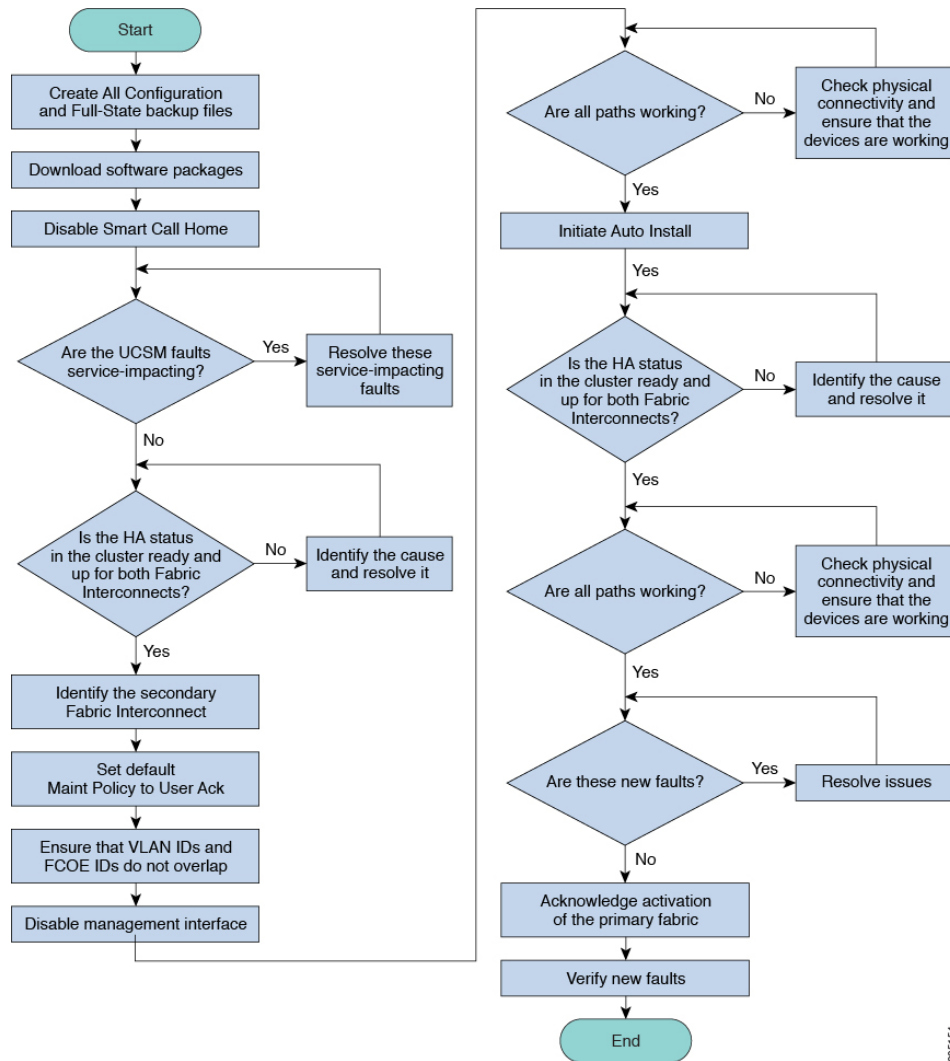 Start
Create All Configuration
and Full-State backup files
Download software packages
Disable Smart Call Home
Are the UCSM faults
service-impacting?
Yes
Resolve these
service-impacting
faults
No
Is the HA status
in the cluster ready and
up for both Fabric
Interconnects?
No
Identify the cause
and resolve it
Yes
Identify the secondary
Fabric Interconnect
Set default
Maint Policy to User Ack
Ensure that VLAN IDs and
FCOE IDs do not overlap
Disable management interface
Are all paths working?
No
Check physical
connectivity and
ensure that the
devices are working
Yes
Initiate Auto Install
Yes
Is the HA status
in the cluster ready and
up for both Fabric
Interconnects?
No
Identify the cause
and resolve it
Yes
Are all paths working?
No
Check physical
connectivity and
ensure that the
devices are working
Yes
Are these new faults?
Yes
Resolve issues
No
Acknowledge activation
of the primary fabric
Verify new faults
End